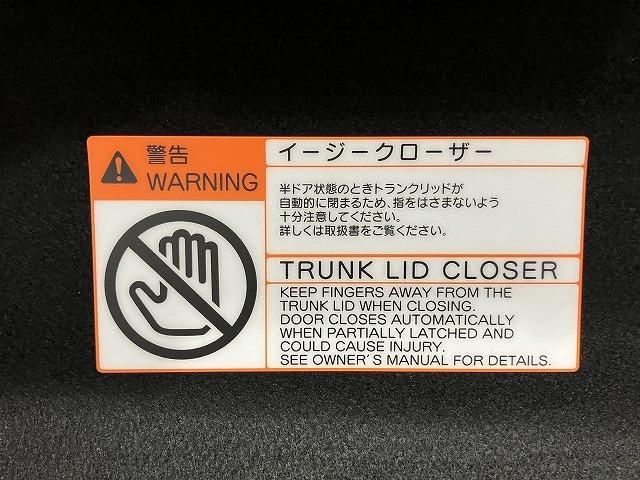 警告
WARNING
イージークローザー
半ドア状態のときトランクリッドが
自動的に閉まるため、指をはさまないよう
十分注意してください。
詳しくは取扱書をご覧ください。
TRUNK LID CLOSER
KEEP FINGERS AWAY FROM THE
TRUNK LID WHEN CLOSING.
DOOR CLOSES AUTOMATICALLY
WHEN PARTIALLY LATCHED AND
COULD CAUSE INJURY.
SEE OWNER'S MANUAL FOR DETAILS.